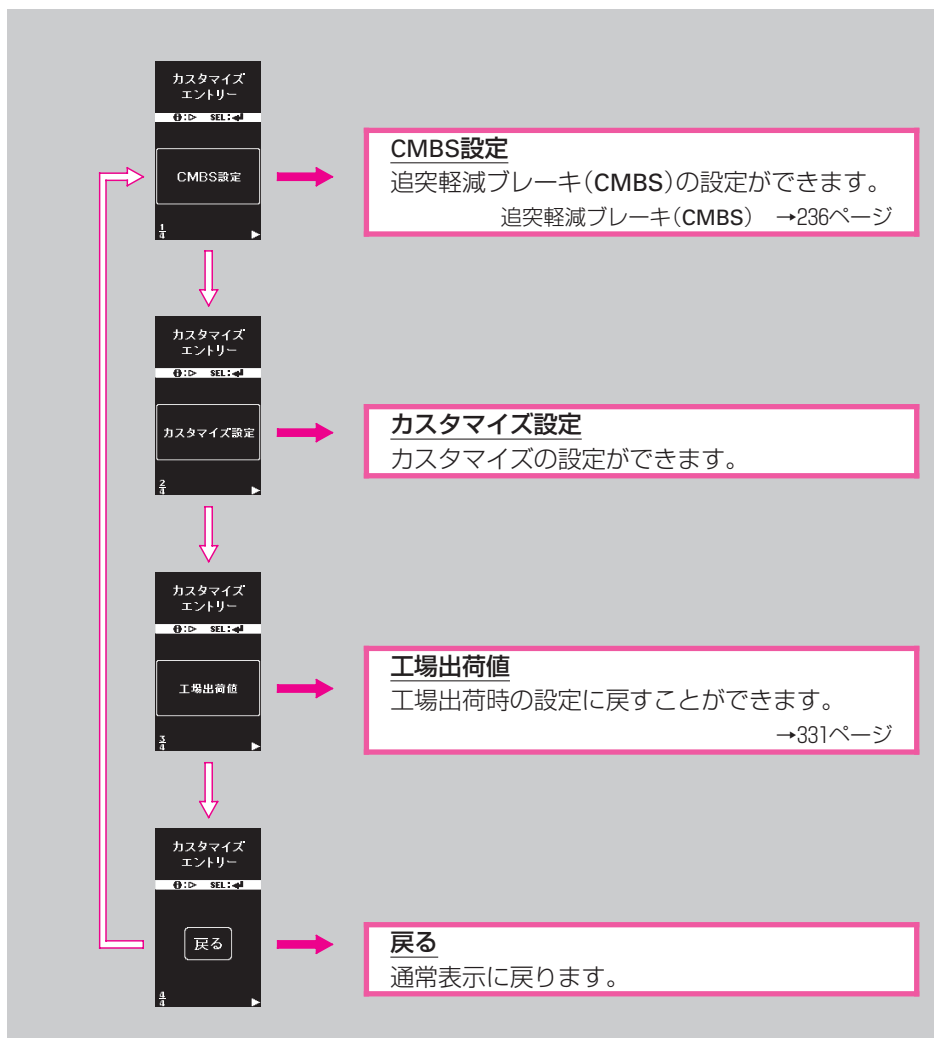 カスタマイズ
エントリー
ⓘ:▷ SEL:↲
CMBS設定
1/4 ▶
CMBS設定
追突軽減ブレーキ(CMBS)の設定ができます。
追突軽減ブレーキ(CMBS) →236ページ
カスタマイズ
エントリー
ⓘ:▷ SEL:↲
カスタマイズ設定
2/4 ▶
カスタマイズ設定
カスタマイズの設定ができます。
カスタマイズ
エントリー
ⓘ:▷ SEL:↲
工場出荷値
3/4 ▶
工場出荷値
工場出荷時の設定に戻すことができます。
→331ページ
カスタマイズ
エントリー
ⓘ:▷ SEL:↲
戻る
4/4 ▶
戻る
通常表示に戻ります。